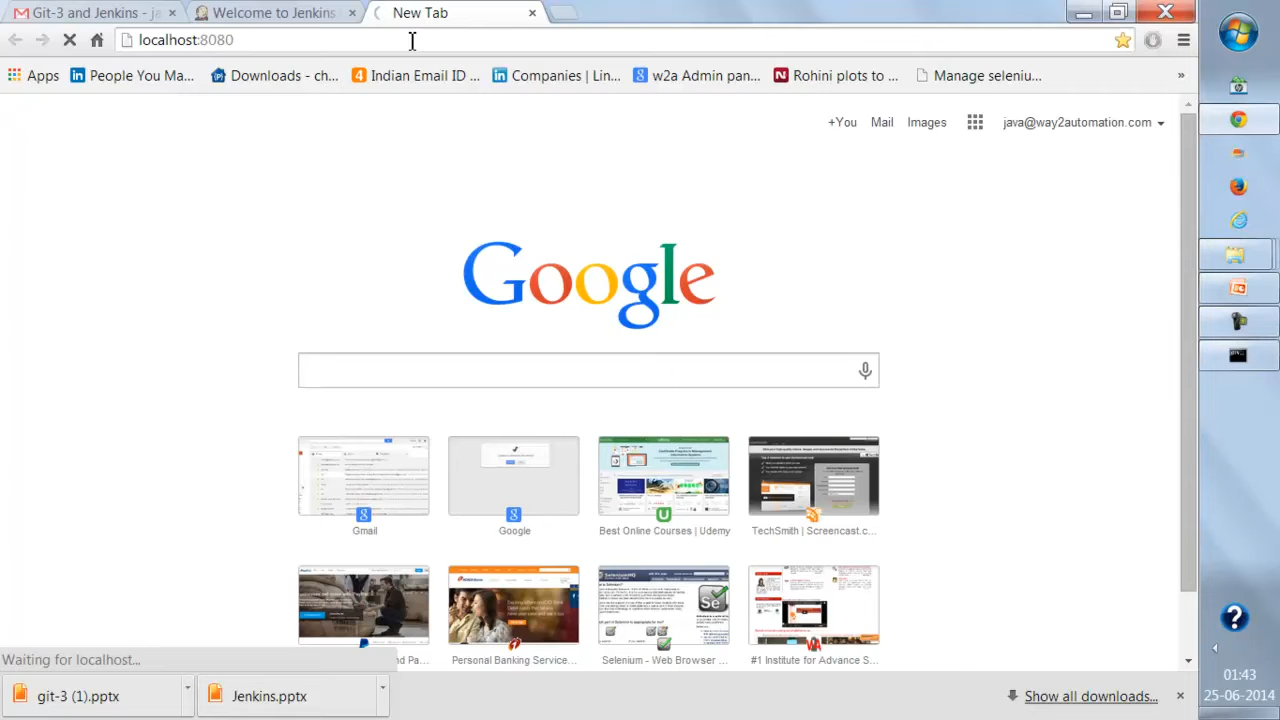 Git-3 and Jenkins - je
Welcome to Jenkins
New Tab
localhost:8080
Apps
People You Ma...
Downloads - ch...
Indian Email ID ...
Companies | Lin...
w2a Admin pan...
Rohini plots to ...
Manage seleniu...
»
+You
Mail
Images
java@way2automation.com
Google
Gmail
Google
Best Online Courses | Udemy
TechSmith | Screencast.c...
nd Pa...
Personal Banking Service...
Selenium - Web Browser ...
#1 Institute for Advance S...
Waiting for localhost...
git-3 (1).pptx
Jenkins.pptx
Show all downloads...
01:43
25-06-2014